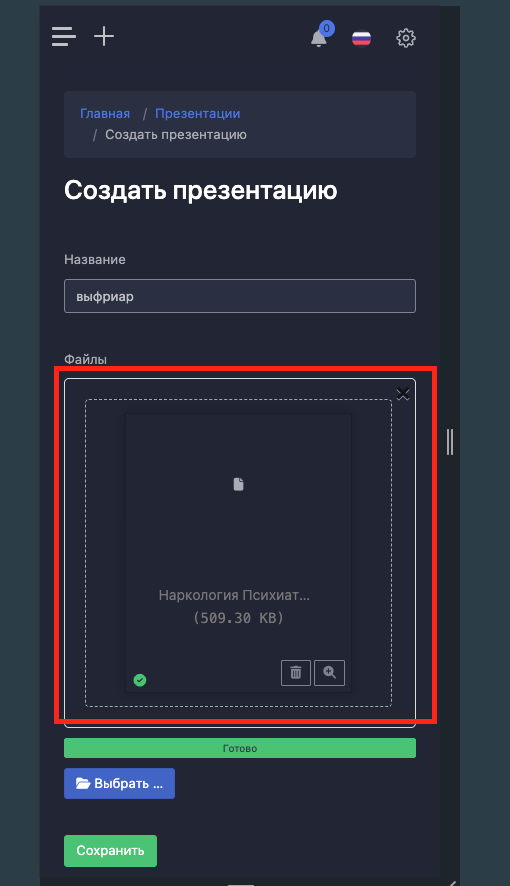 0
Главная / Презентации
/ Создать презентацию
Создать презентацию
Название
выфриар
Файлы
Наркология Психиат...
(509.30 KB)
Готово
Выбрать ...
Сохранить